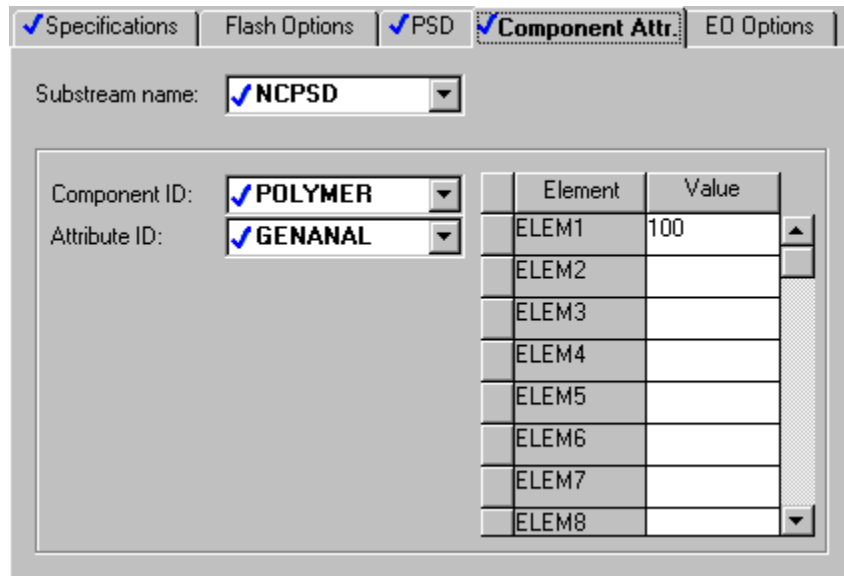 Specifications Flash Options PSD Component Attr. EO Options
Substream name: NCPSD
Component ID: POLYMER
Attribute ID: GENANAL
Element Value
ELEM1 100
ELEM2
ELEM3
ELEM4
ELEM5
ELEM6
ELEM7
ELEM8